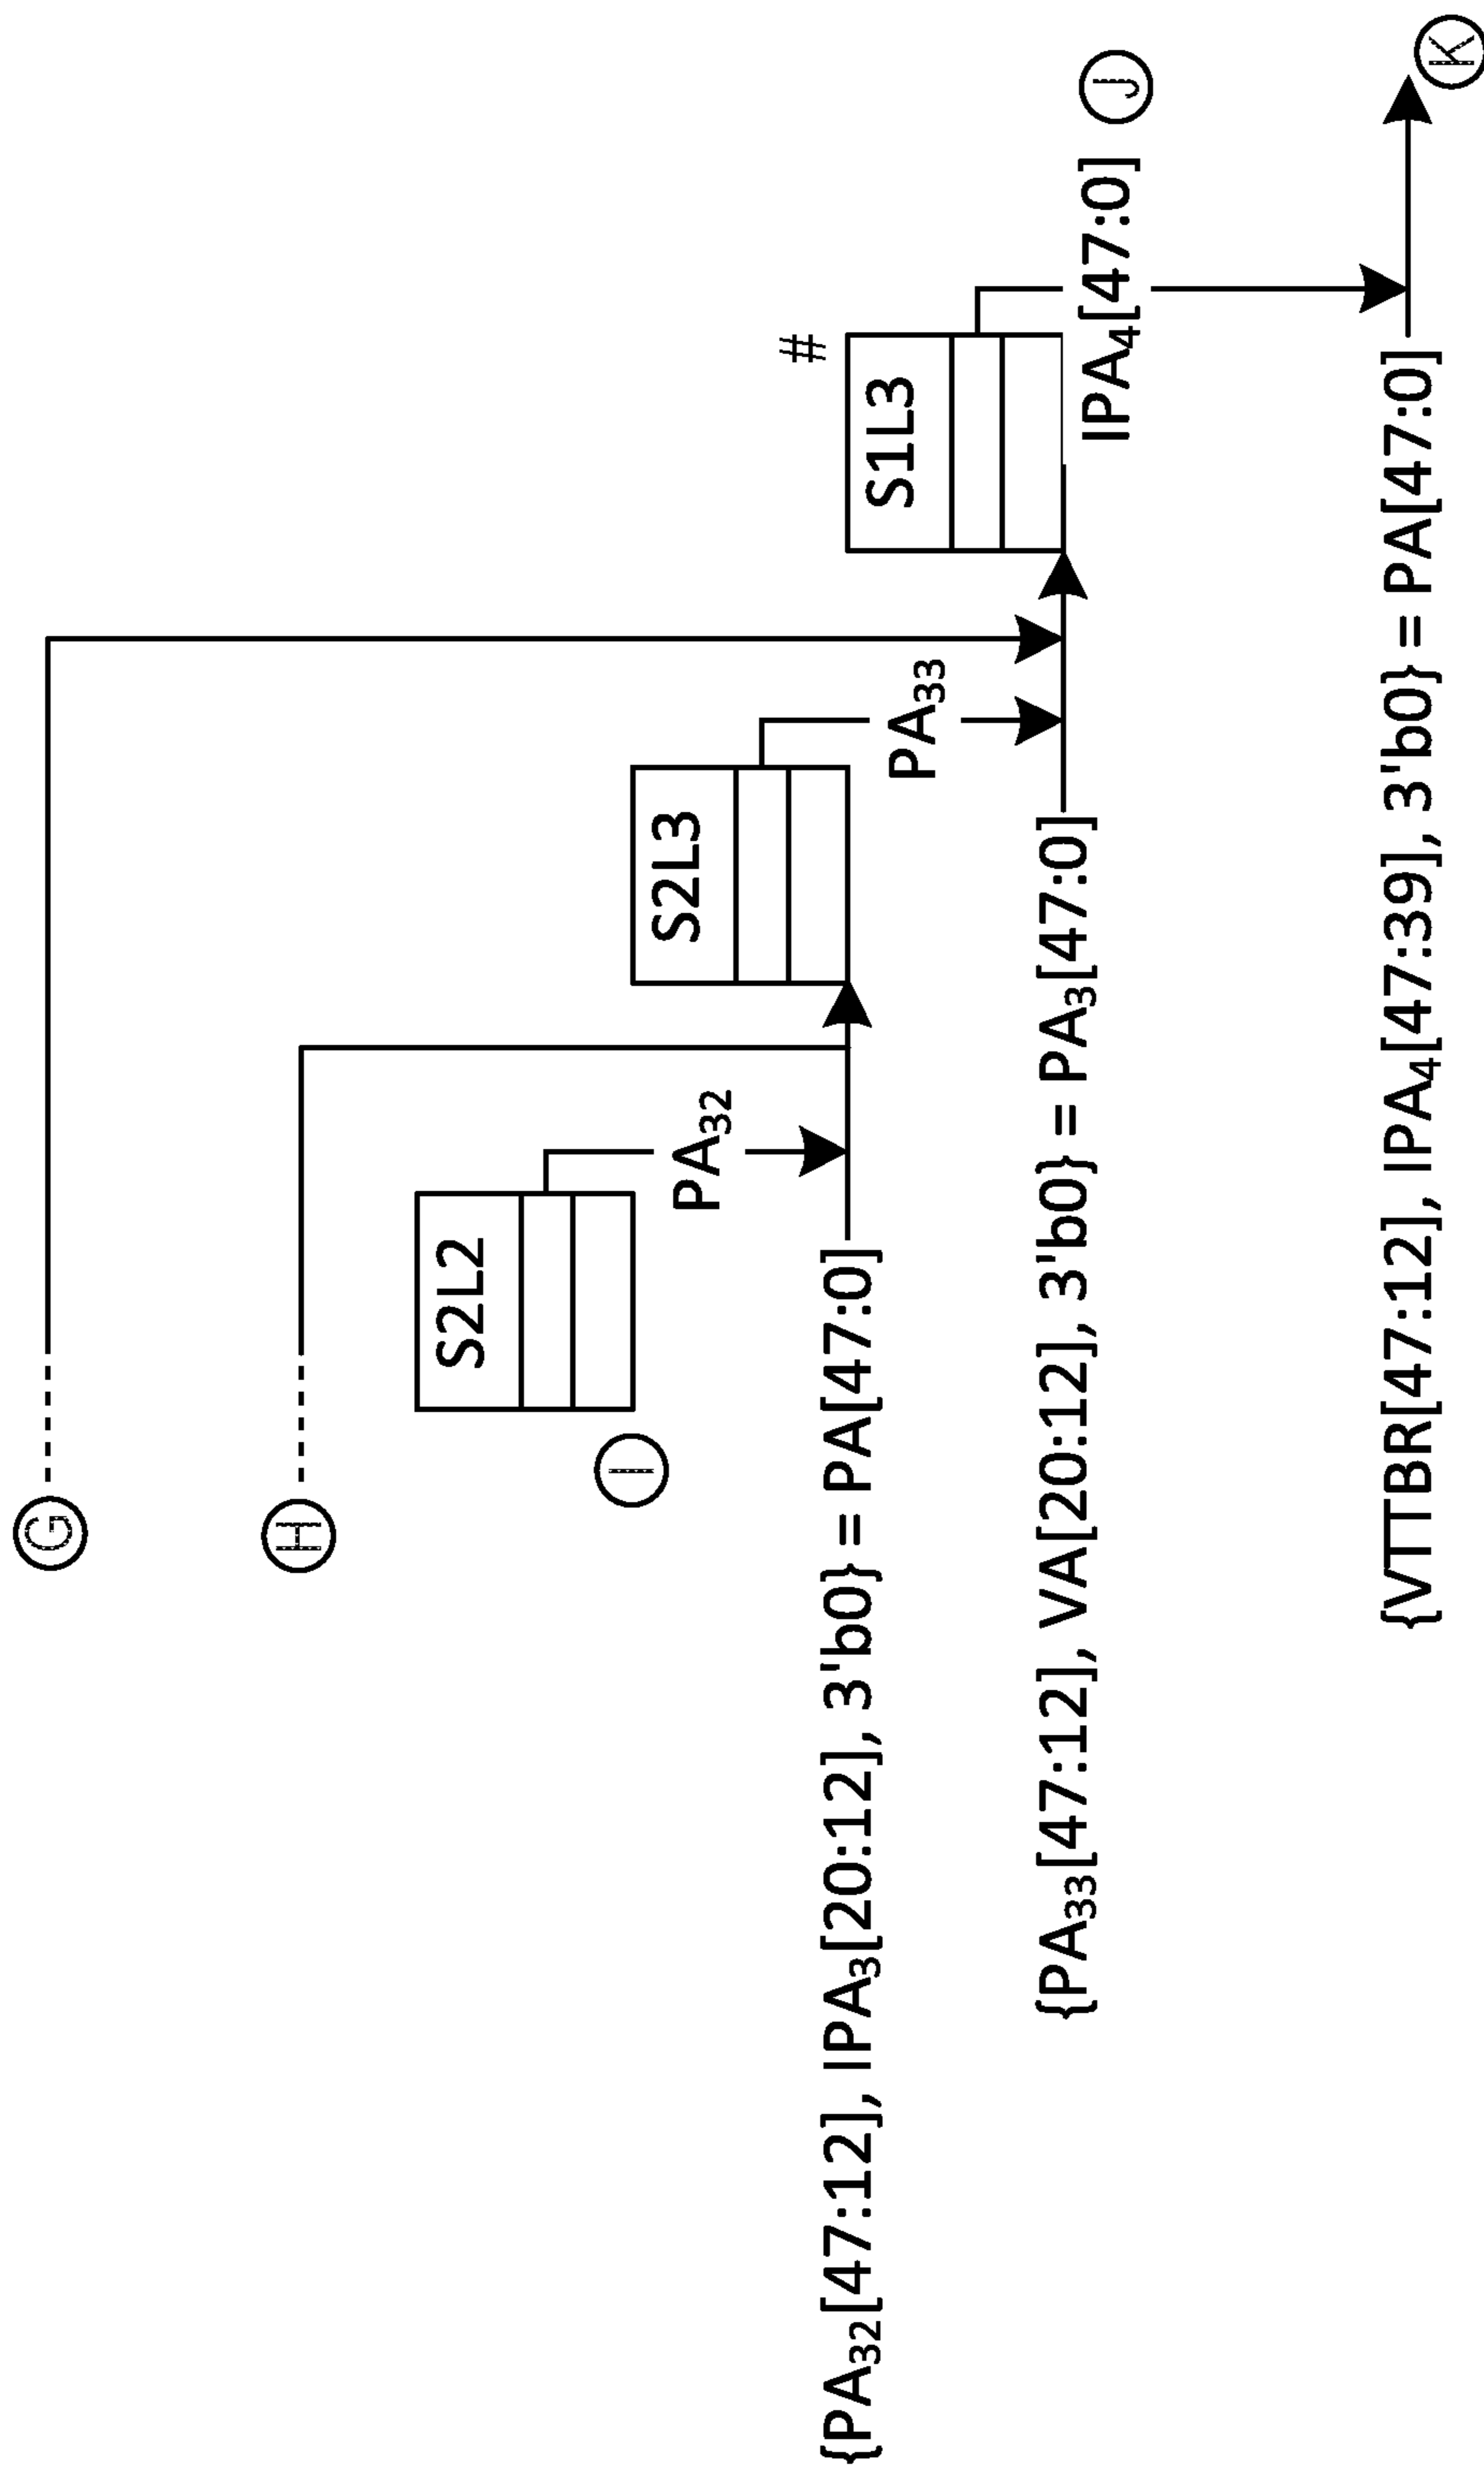 G
H
S2L2
I
PA₃₂
S2L3
{PA₃₂[47:12], IPA₃[20:12], 3'b0} = PA[47:0]
PA₃₃
#
S1L3
{PA₃₃[47:12], VA[20:12], 3'b0} = PA₃[47:0]
IPA₄[47:0]
J
{VTTBR[47:12], IPA₄[47:39], 3'b0} = PA[47:0]
K